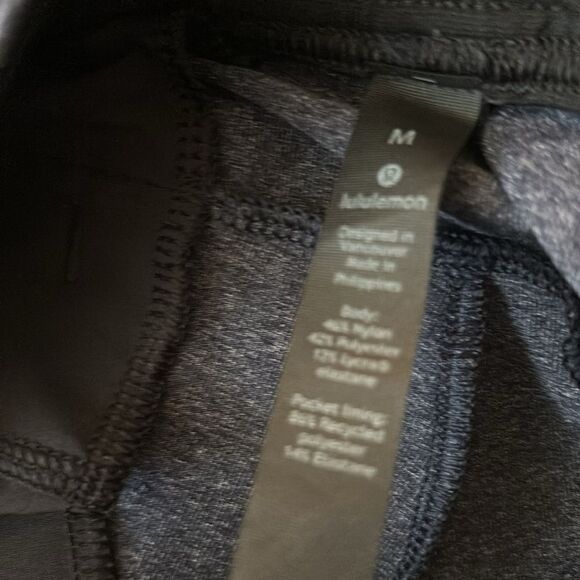 M
lululemon
Designed in
Vancouver
Made in
Philippines
Body:
46% Nylon
42% Polyester
12% Lycra®
elastane
Pocket lining:
86% Recycled
polyester
14% Elastane